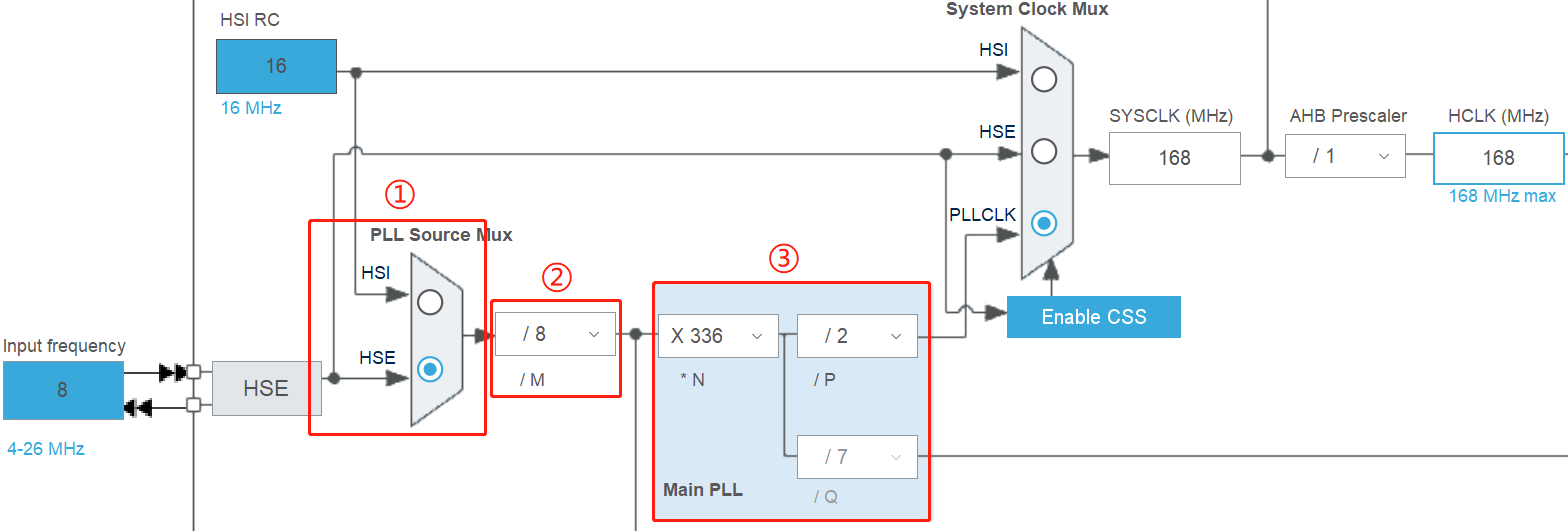 System Clock Mux
HSI RC
16
16 MHz
HSI
HSE
PLLCLK
SYSCLK (MHz)
168
AHB Prescaler
/ 1
HCLK (MHz)
168
168 MHz max
Enable CSS
①
PLL Source Mux
HSI
HSE
②
/ 8
/ M
③
X 336
* N
/ 2
/ P
/ 7
/ Q
Main PLL
Input frequency
8
4-26 MHz
HSE